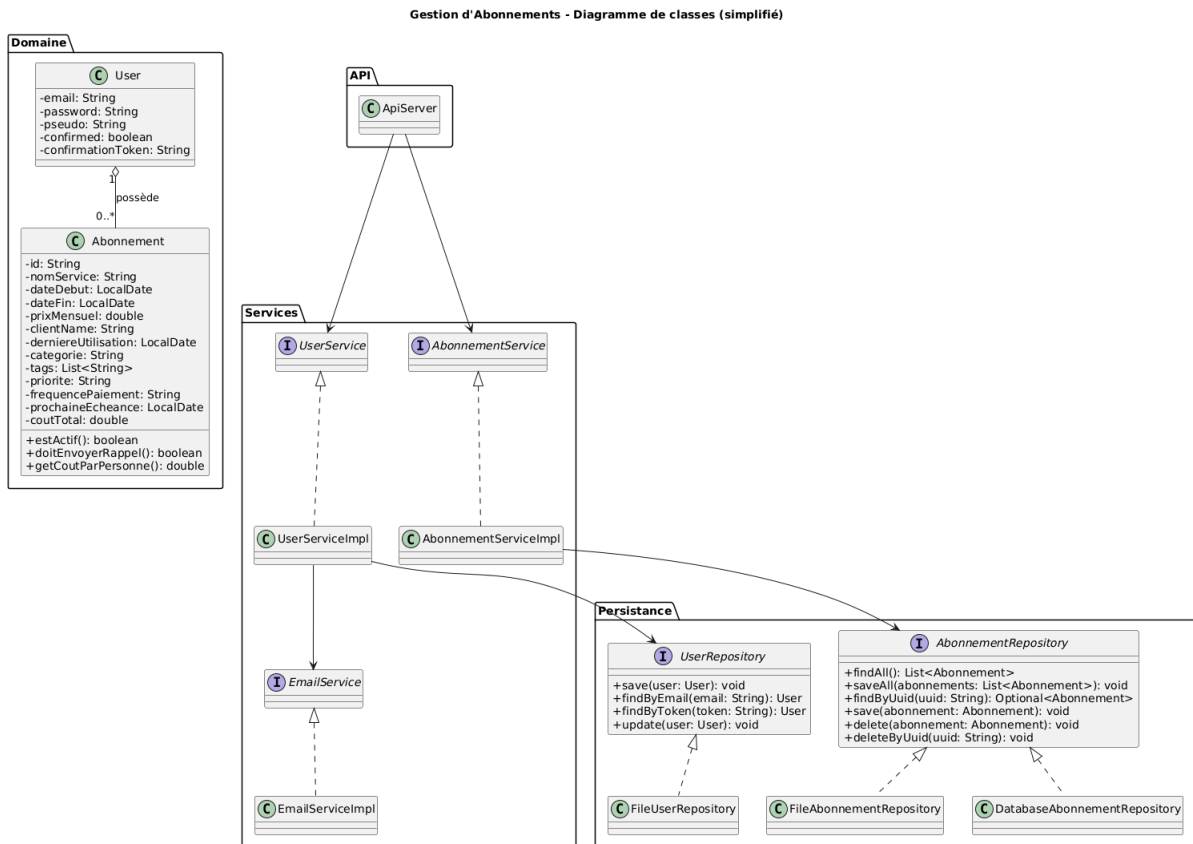 Gestion d'Abonnements - Diagramme de classes (simplifié)
Domaine
C User
-email: String
-password: String
-pseudo: String
-confirmed: boolean
-confirmationToken: String
1
possède
0..*
C Abonnement
-id: String
-nomService: String
-dateDebut: LocalDate
-dateFin: LocalDate
-prixMensuel: double
-clientName: String
-derniereUtilisation: LocalDate
-categorie: String
-tags: List<String>
-priorite: String
-frequencePaiement: String
-prochaineEcheance: LocalDate
-coutTotal: double
+estActif(): boolean
+doitEnvoyerRappel(): boolean
+getCoutParPersonne(): double
API
C ApiServer
Services
I UserService
I AbonnementService
C UserServiceImpl
C AbonnementServiceImpl
I EmailService
C EmailServiceImpl
Persistance
I UserRepository
+save(user: User): void
+findByEmail(email: String): User
+findByToken(token: String): User
+update(user: User): void
I AbonnementRepository
+findAll(): List<Abonnement>
+saveAll(abonnements: List<Abonnement>): void
+findByUuid(uuid: String): Optional<Abonnement>
+save(abonnement: Abonnement): void
+delete(abonnement: Abonnement): void
+deleteByUuid(uuid: String): void
C FileUserRepository
C FileAbonnementRepository
C DatabaseAbonnementRepository